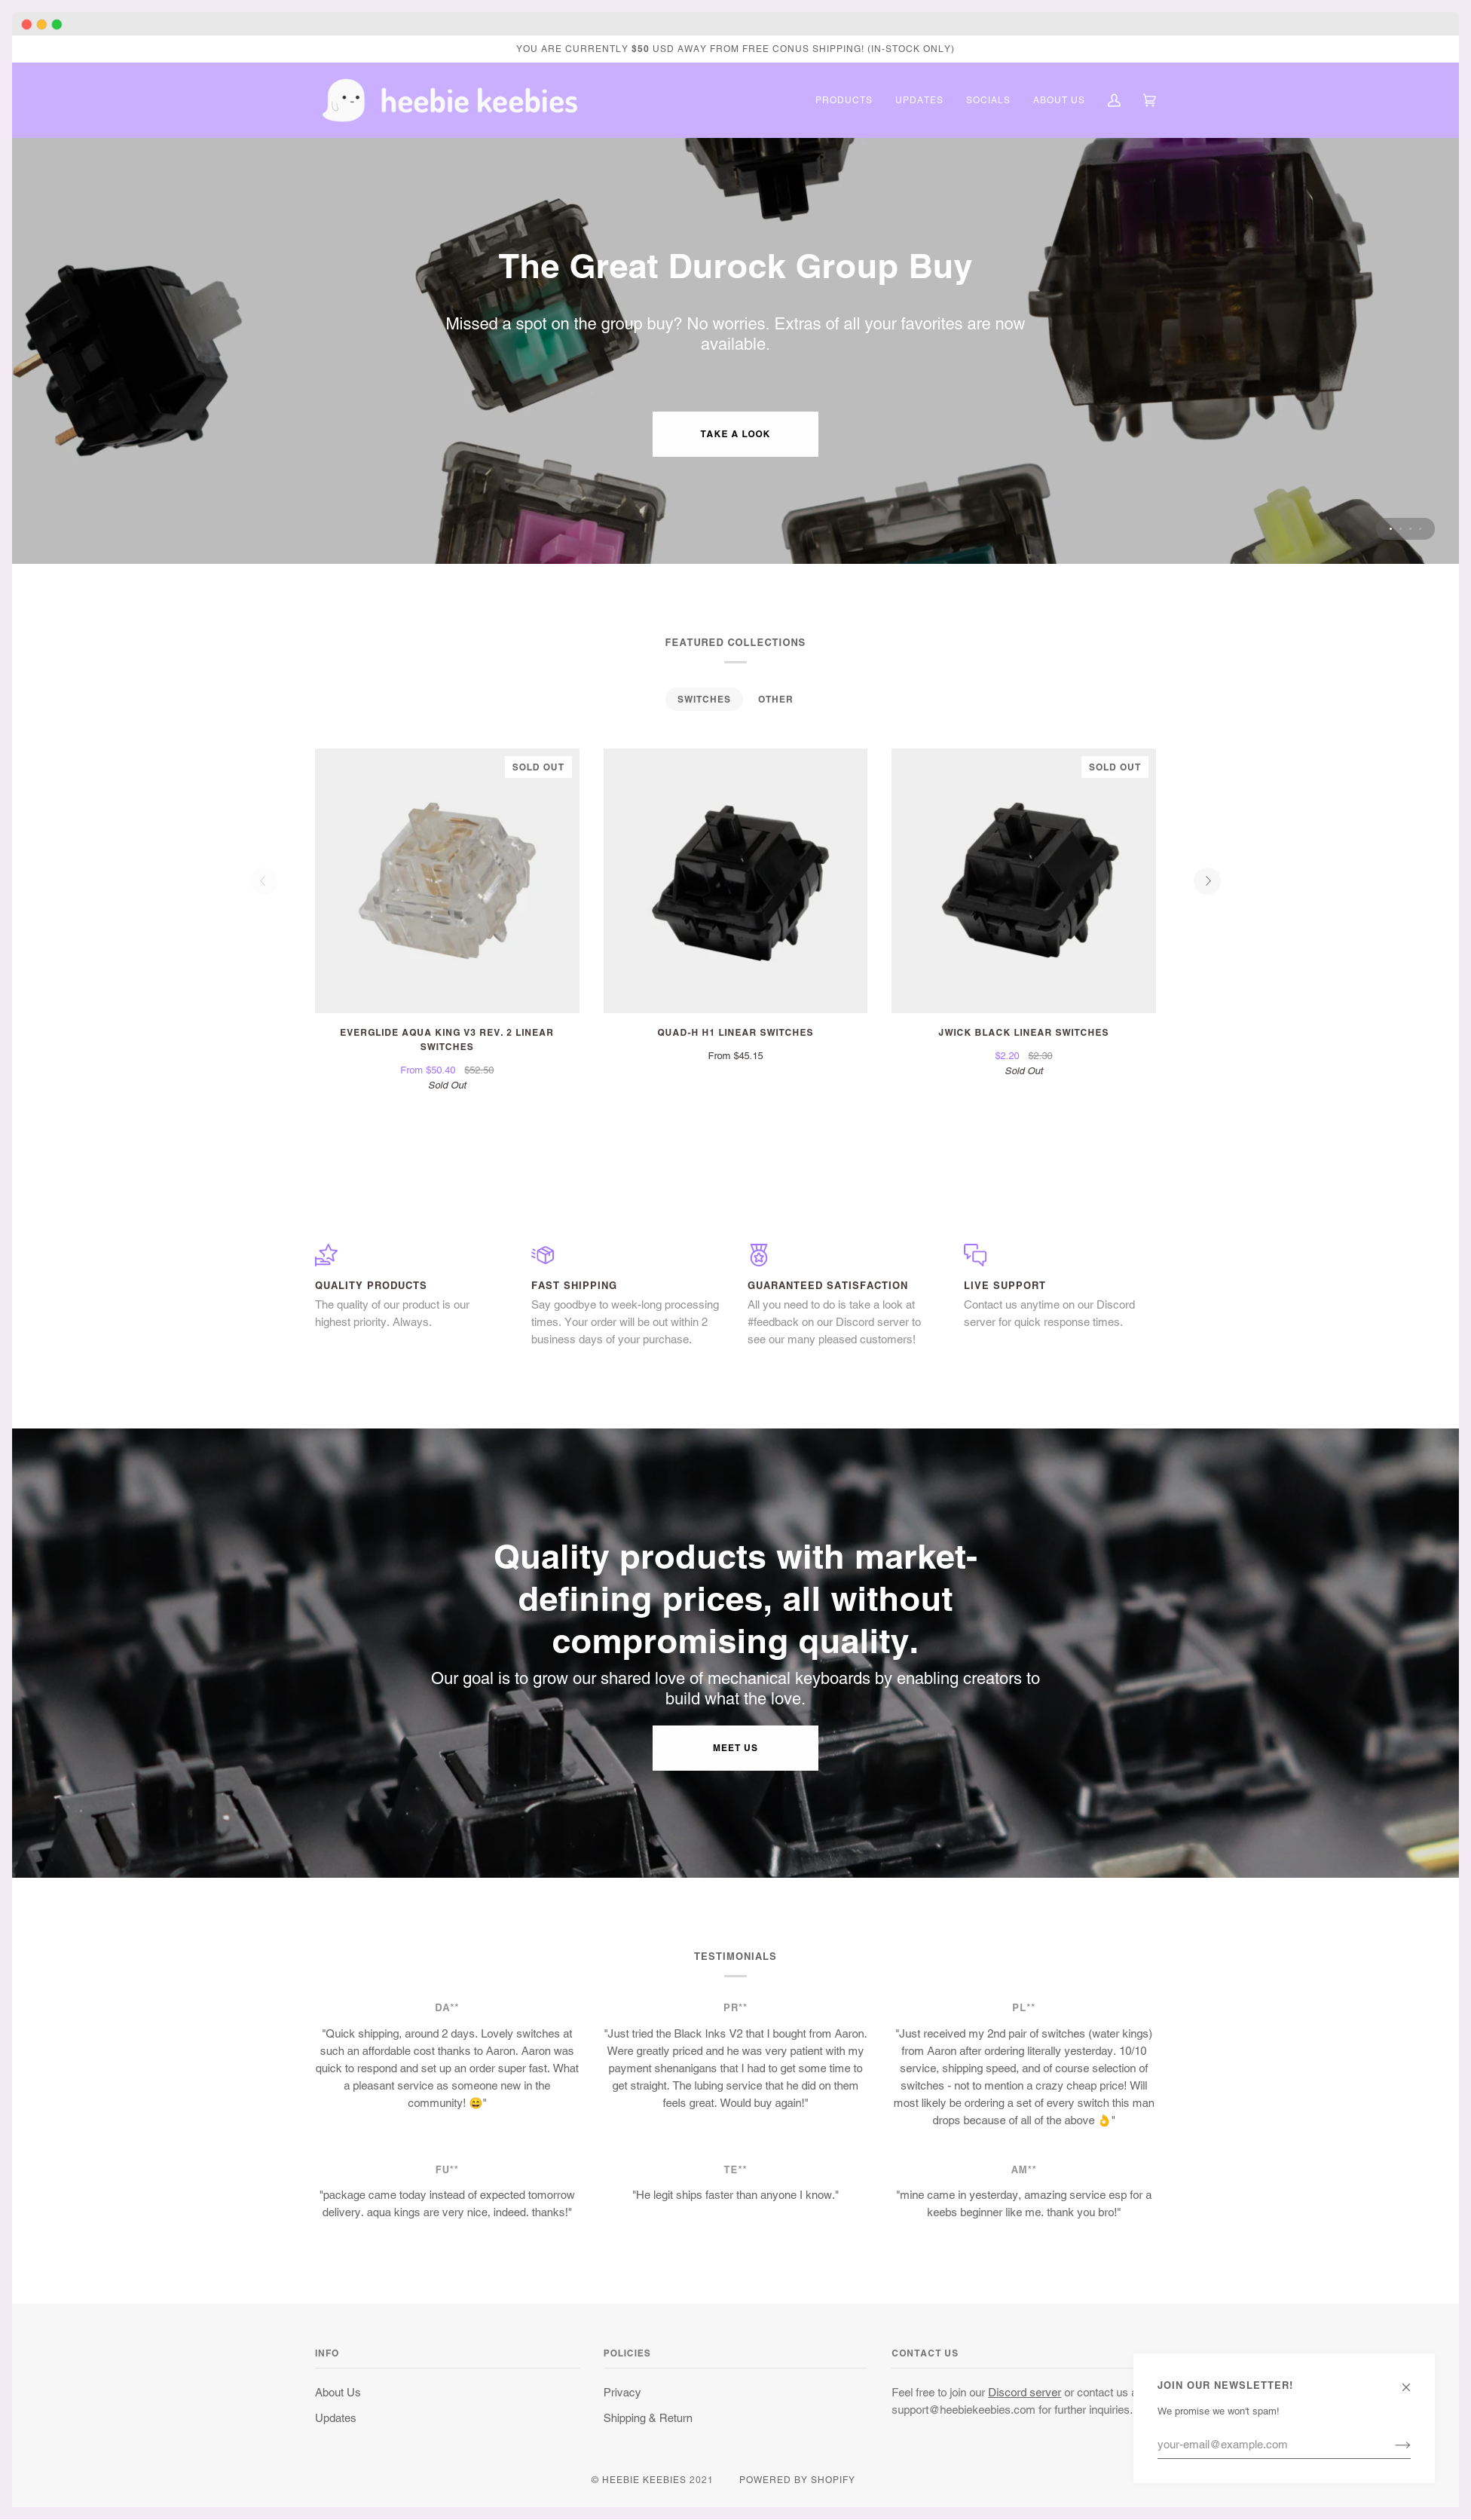 YOU ARE CURRENTLY $50 USD AWAY FROM FREE CONUS SHIPPING! (IN-STOCK ONLY)
heebie keebies
PRODUCTS UPDATES SOCIALS ABOUT US
The Great Durock Group Buy
Missed a spot on the group buy? No worries. Extras of all your favorites are now
available.
TAKE A LOOK
FEATURED COLLECTIONS
SWITCHES OTHER
SOLD OUT
SOLD OUT
EVERGLIDE AQUA KING V3 REV. 2 LINEAR
SWITCHES
From $50.40 $52.50
Sold Out
QUAD-H H1 LINEAR SWITCHES
From $45.15
JWICK BLACK LINEAR SWITCHES
$2.20 $2.30
Sold Out
QUALITY PRODUCTS
The quality of our product is our
highest priority. Always.
FAST SHIPPING
Say goodbye to week-long processing
times. Your order will be out within 2
business days of your purchase.
GUARANTEED SATISFACTION
All you need to do is take a look at
#feedback on our Discord server to
see our many pleased customers!
LIVE SUPPORT
Contact us anytime on our Discord
server for quick response times.
Quality products with market-
defining prices, all without
compromising quality.
Our goal is to grow our shared love of mechanical keyboards by enabling creators to
build what the love.
MEET US
TESTIMONIALS
DA**
"Quick shipping, around 2 days. Lovely switches at
such an affordable cost thanks to Aaron. Aaron was
quick to respond and set up an order super fast. What
a pleasant service as someone new in the
community! 😄"
PR**
"Just tried the Black Inks V2 that I bought from Aaron.
Were greatly priced and he was very patient with my
payment shenanigans that I had to get some time to
get straight. The lubing service that he did on them
feels great. Would buy again!"
PL**
"Just received my 2nd pair of switches (water kings)
from Aaron after ordering literally yesterday. 10/10
service, shipping speed, and of course selection of
switches - not to mention a crazy cheap price! Will
most likely be ordering a set of every switch this man
drops because of all of the above 👌"
FU**
"package came today instead of expected tomorrow
delivery. aqua kings are very nice, indeed. thanks!"
TE**
"He legit ships faster than anyone I know."
AM**
"mine came in yesterday, amazing service esp for a
keebs beginner like me. thank you bro!"
INFO
About Us
Updates
POLICIES
Privacy
Shipping & Return
CONTACT US
Feel free to join our Discord server or contact us
support@heebiekeebies.com for further inquiries.
JOIN OUR NEWSLETTER!
We promise we won't spam!
your-email@example.com
© HEEBIE KEEBIES 2021 POWERED BY SHOPIFY